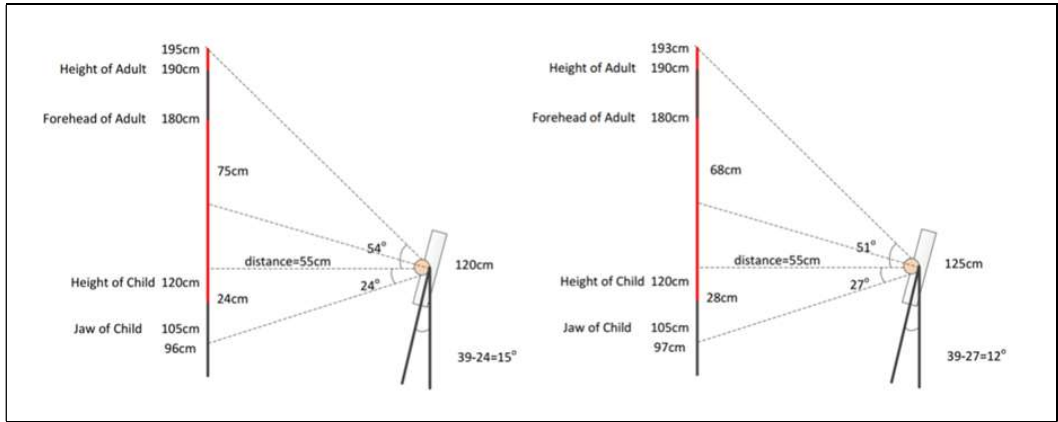 195cm
Height of Adult 190cm
Forehead of Adult 180cm
75cm
54°
distance=55cm
120cm
Height of Child 120cm
24°
24cm
Jaw of Child 105cm
96cm
39-24=15°
193cm
Height of Adult 190cm
Forehead of Adult 180cm
68cm
51°
distance=55cm
125cm
Height of Child 120cm
27°
28cm
Jaw of Child 105cm
97cm
39-27=12°